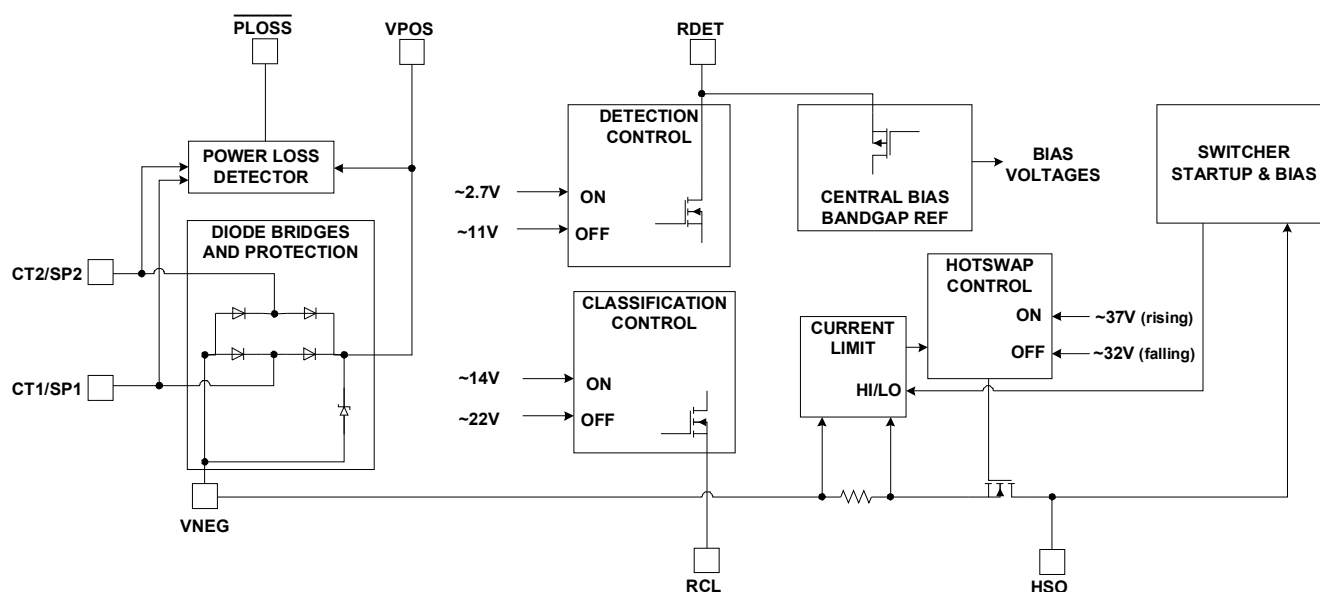 PLOSS
VPOS
RDET
POWER LOSS
DETECTOR
DETECTION
CONTROL
~2.7V
ON
~11V
OFF
CENTRAL BIAS
BANDGAP REF
BIAS
VOLTAGES
SWITCHER
STARTUP & BIAS
DIODE BRIDGES
AND PROTECTION
CT2/SP2
CT1/SP1
VNEG
CLASSIFICATION
CONTROL
~14V
ON
~22V
OFF
RCL
CURRENT
LIMIT
HI/LO
HOTSWAP
CONTROL
ON
~37V (rising)
OFF
~32V (falling)
HSO